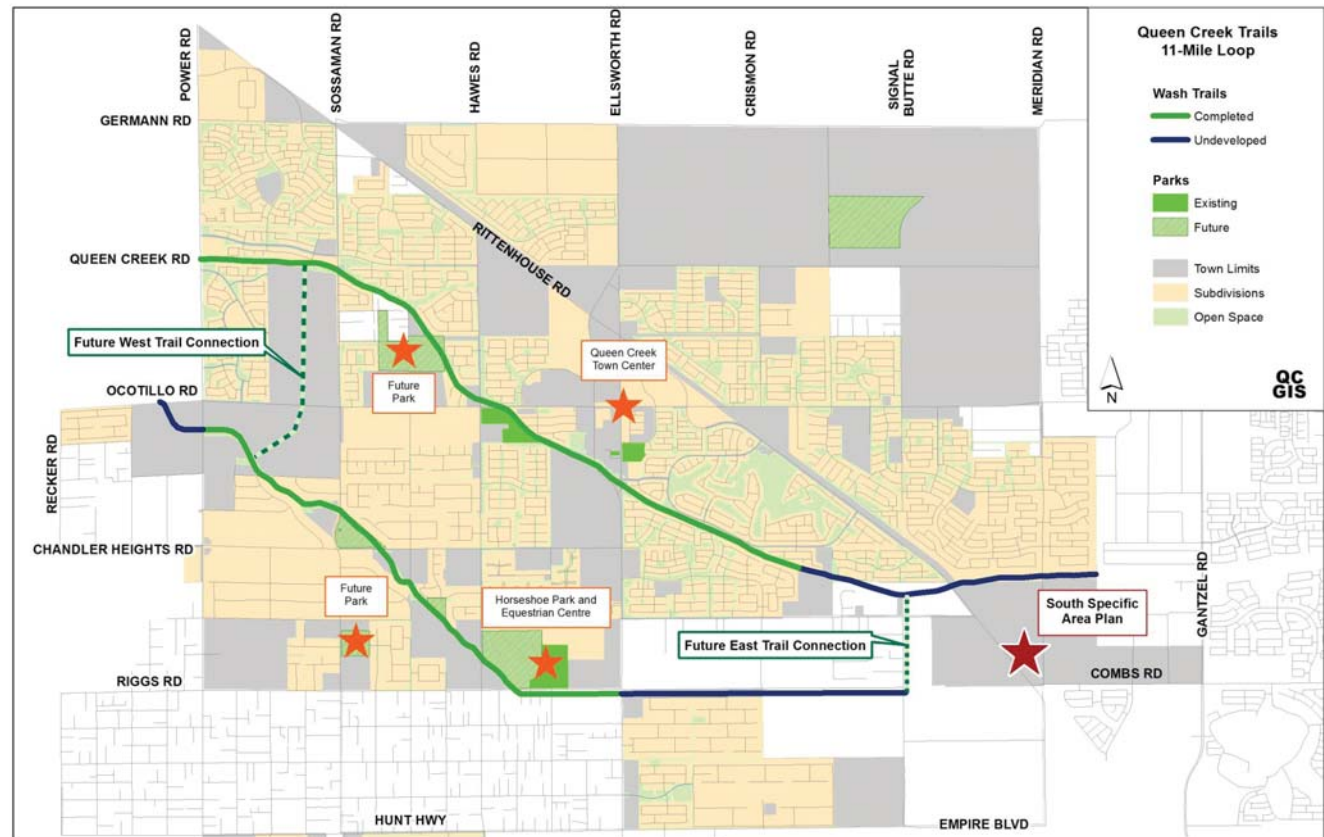 POWER RD
SOSSAMAN RD
HAWES RD
ELLSWORTH RD
CRISMON RD
SIGNAL
BUTTE RD
MERIDIAN RD
Queen Creek Trails
11-Mile Loop
Wash Trails
Completed
Undeveloped
Parks
Existing
Future
Town Limits
Subdivisions
Open Space
N
QC
GIS
GERMANN RD
RITTENHOUSE RD
QUEEN CREEK RD
Future West Trail Connection
Queen Creek
Town Center
Future
Park
OCOTILLO RD
RECKER RD
CHANDLER HEIGHTS RD
GANTZEL RD
Future
Park
Horseshoe Park and
Equestrian Centre
South Specific
Area Plan
Future East Trail Connection
RIGGS RD
COMBS RD
HUNT HWY
EMPIRE BLVD